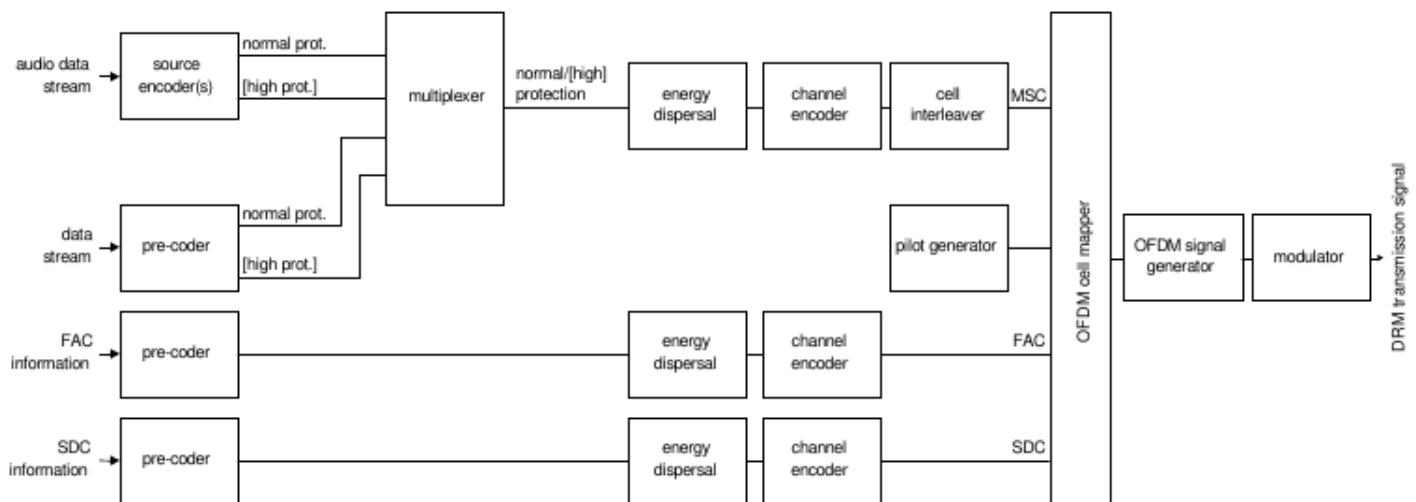 audio data
stream
source
encoder(s)
normal prot.
[high prot.]
multiplexer
normal/[high]
protection
energy
dispersal
channel
encoder
cell
interleaver
MSC
data
stream
pre-coder
normal prot.
[high prot.]
pilot generator
OFDM cell mapper
OFDM signal
generator
modulator
DRM transmission signal
FAC
information
pre-coder
energy
dispersal
channel
encoder
FAC
SDC
information
pre-coder
energy
dispersal
channel
encoder
SDC